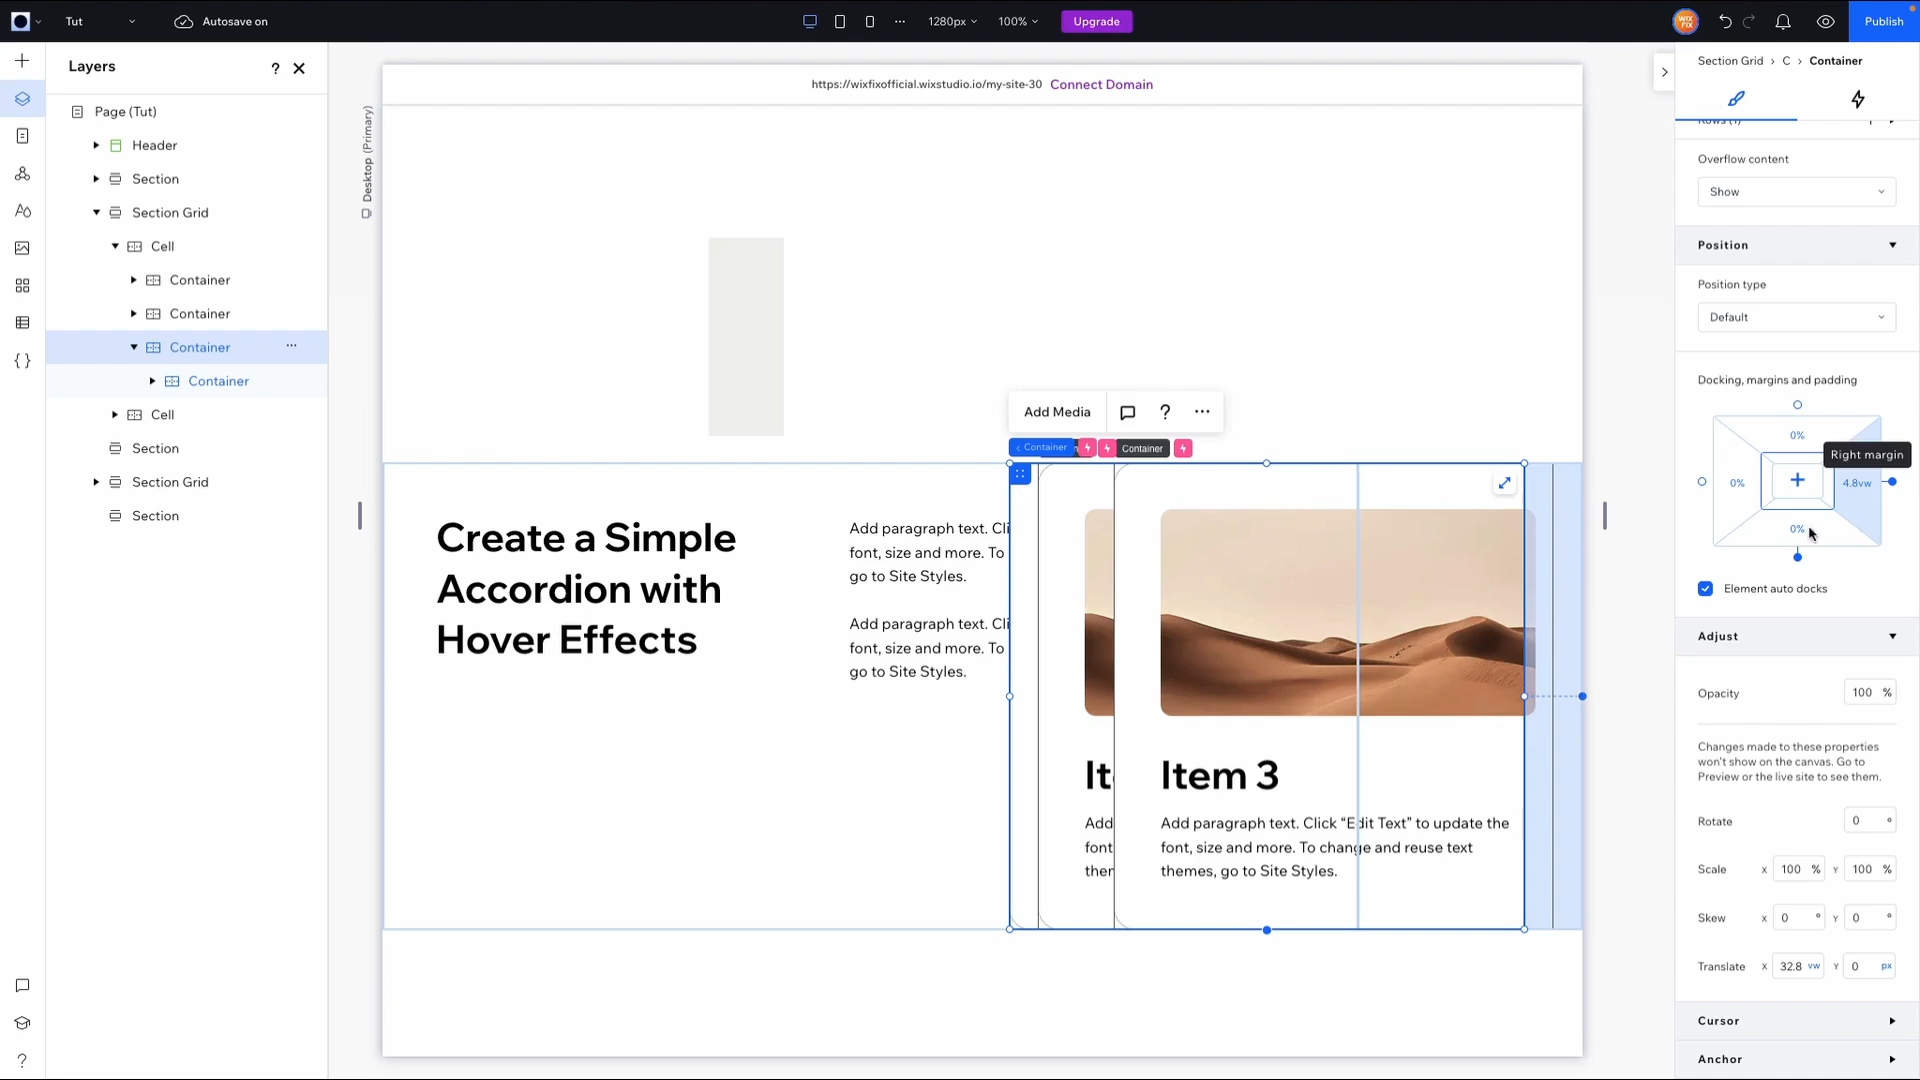 Tut
Autosave on
1280px
100%
Upgrade
WIX
FIX
Publish
Layers
?
Page (Tut)
Header
Section
Section Grid
Cell
Container
Container
Container
Container
Cell
Section
Section Grid
Section
?
Desktop (Primary)
https://wixfixofficial.wixstudio.io/my-site-30 Connect Domain
Add Media
?
Container
Container
Create a Simple
Accordion with
Hover Effects
Add paragraph text. Cli
font, size and more. To
go to Site Styles.
Add paragraph text. Cli
font, size and more. To
go to Site Styles.
Ite
Add
font
then
Item 3
Add paragraph text. Click “Edit Text” to update the
font, size and more. To change and reuse text
themes, go to Site Styles.
Section Grid > C > Container
Rows (1)
Overflow content
Show
Position
Position type
Default
Docking, margins and padding
0%
Right margin
0%
4.8vw
0%
Element auto docks
Adjust
Opacity
100 %
Changes made to these properties
won't show on the canvas. Go to
Preview or the live site to see them.
Rotate
0 °
Scale X 100 % Y 100 %
Skew X 0 ° Y 0 °
Translate X 32.8 vw Y 0 px
Cursor
Anchor